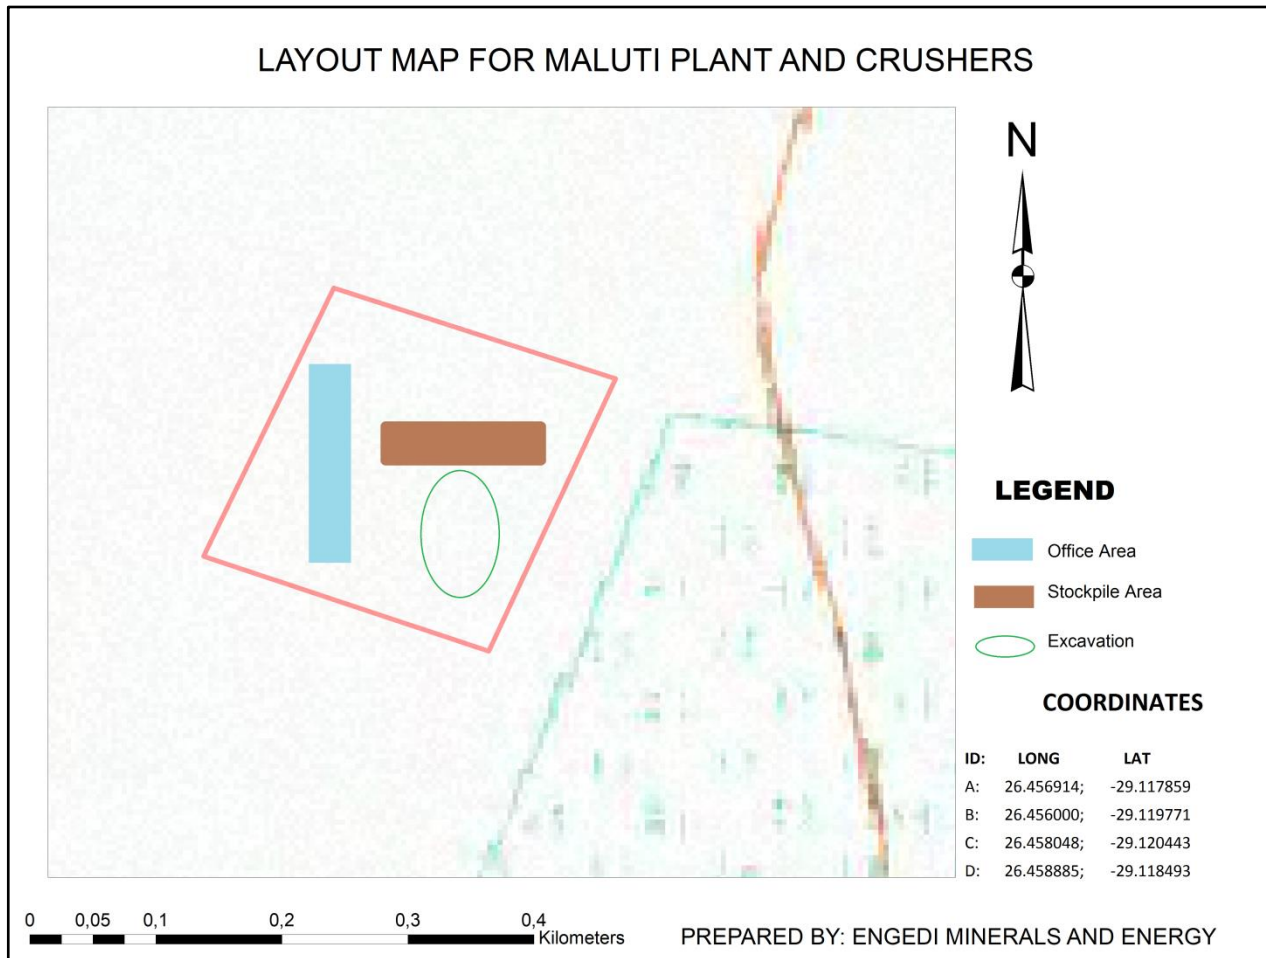 LAYOUT MAP FOR MALUTI PLANT AND CRUSHERS
N
LEGEND
Office Area
Stockpile Area
Excavation
COORDINATES
ID: LONG LAT
A: 26.456914; -29.117859
B: 26.456000; -29.119771
C: 26.458048; -29.120443
D: 26.458885; -29.118493
0 0,05 0,1 0,2 0,3 0,4
Kilometers
PREPARED BY: ENGEDI MINERALS AND ENERGY